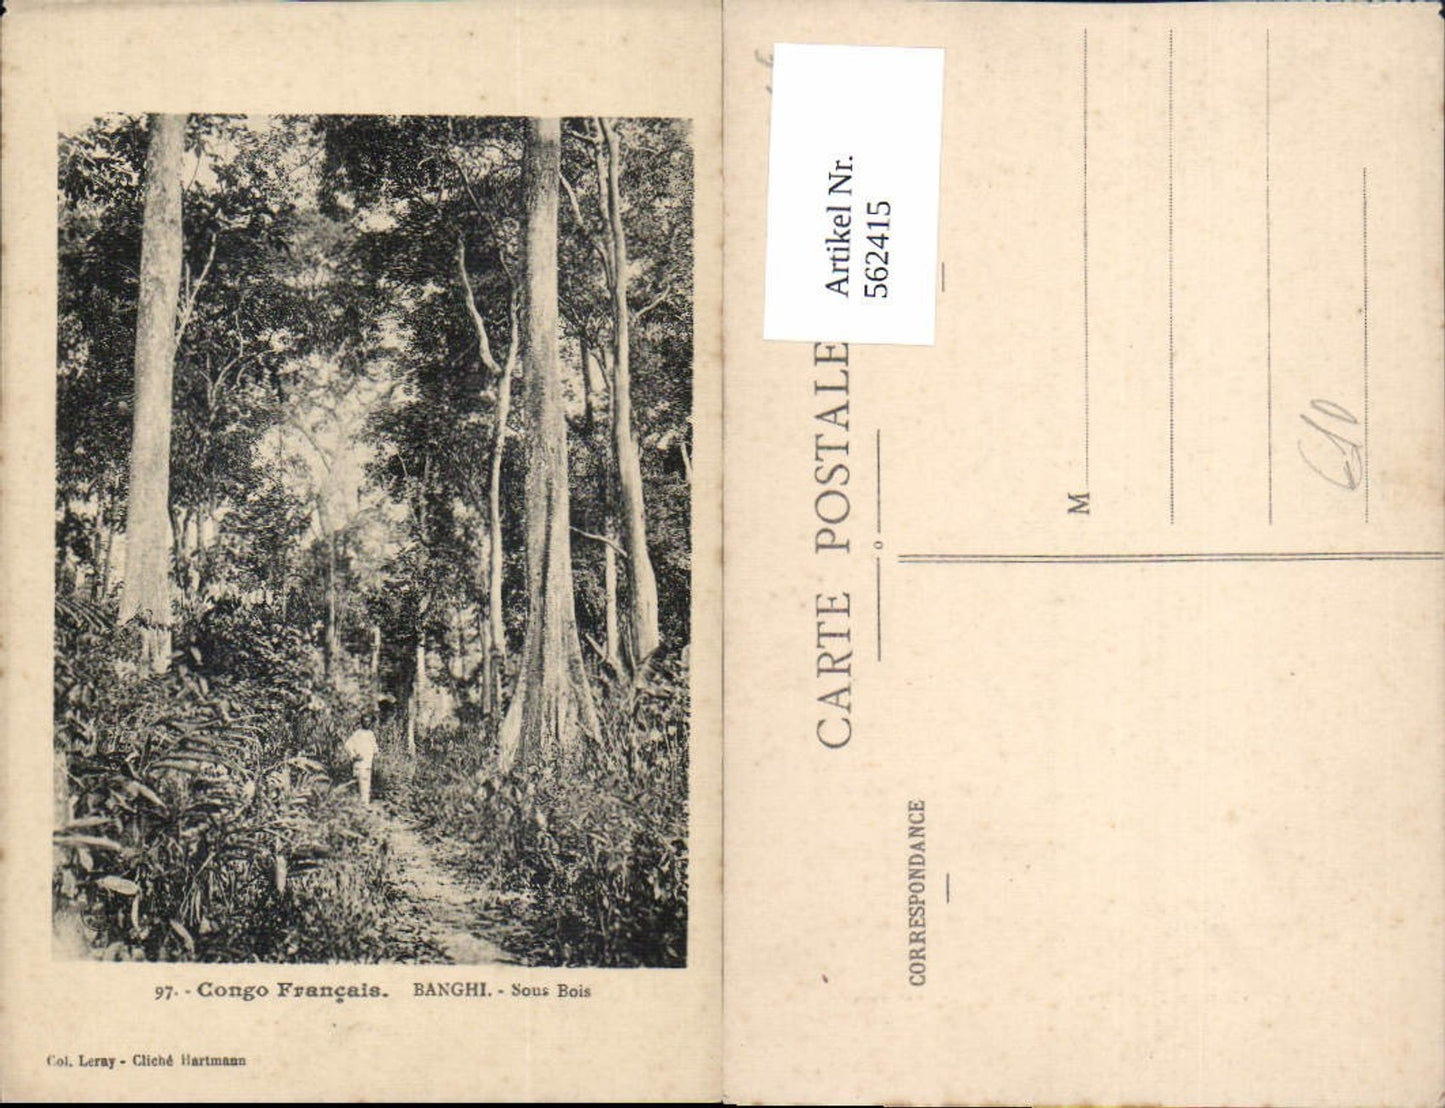 97. - Congo Français. BANGHI. - Sous Bois
Col. Leray - Cliché Hartmann
Artikel Nr.
562415
CARTE POSTALE
CORRESPONDANCE
M